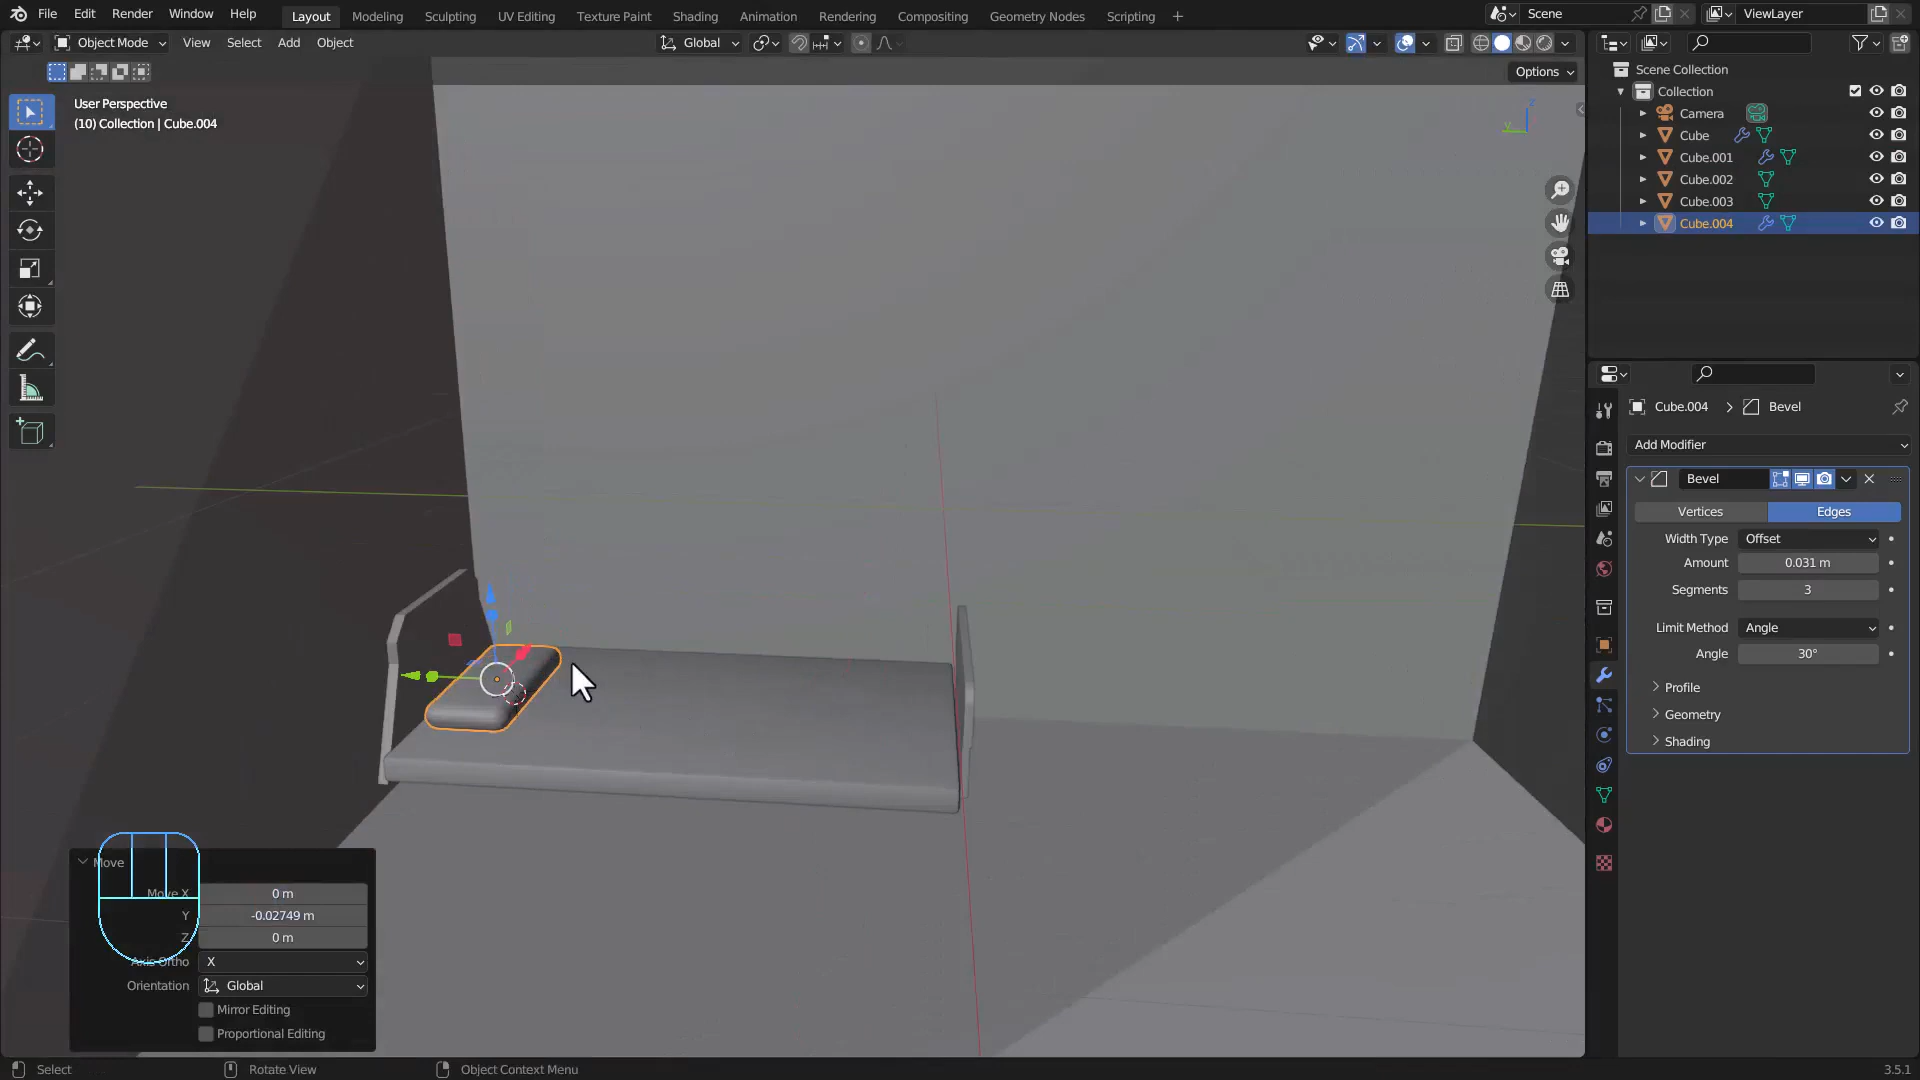 File Edit Render Window Help
Layout Modeling Sculpting UV Editing Texture Paint Shading Animation Rendering Compositing Geometry Nodes Scripting
Scene
ViewLayer
Object Mode View Select Add Object
Global
Options
User Perspective
(10) Collection | Cube.004
Z
Y
Scene Collection
Collection
Camera
Cube
Cube.001
Cube.002
Cube.003
Cube.004
Cube.004 Bevel
Add Modifier
Bevel
Vertices Edges
Width Type Offset
Amount 0.031 m
Segments 3
Limit Method Angle
Angle 30°
Profile
Geometry
Shading
Move
Move X 0 m
Y -0.02749 m
Z 0 m
Axis Ortho X
Orientation Global
Mirror Editing
Proportional Editing
Select Rotate View Object Context Menu
3.5.1